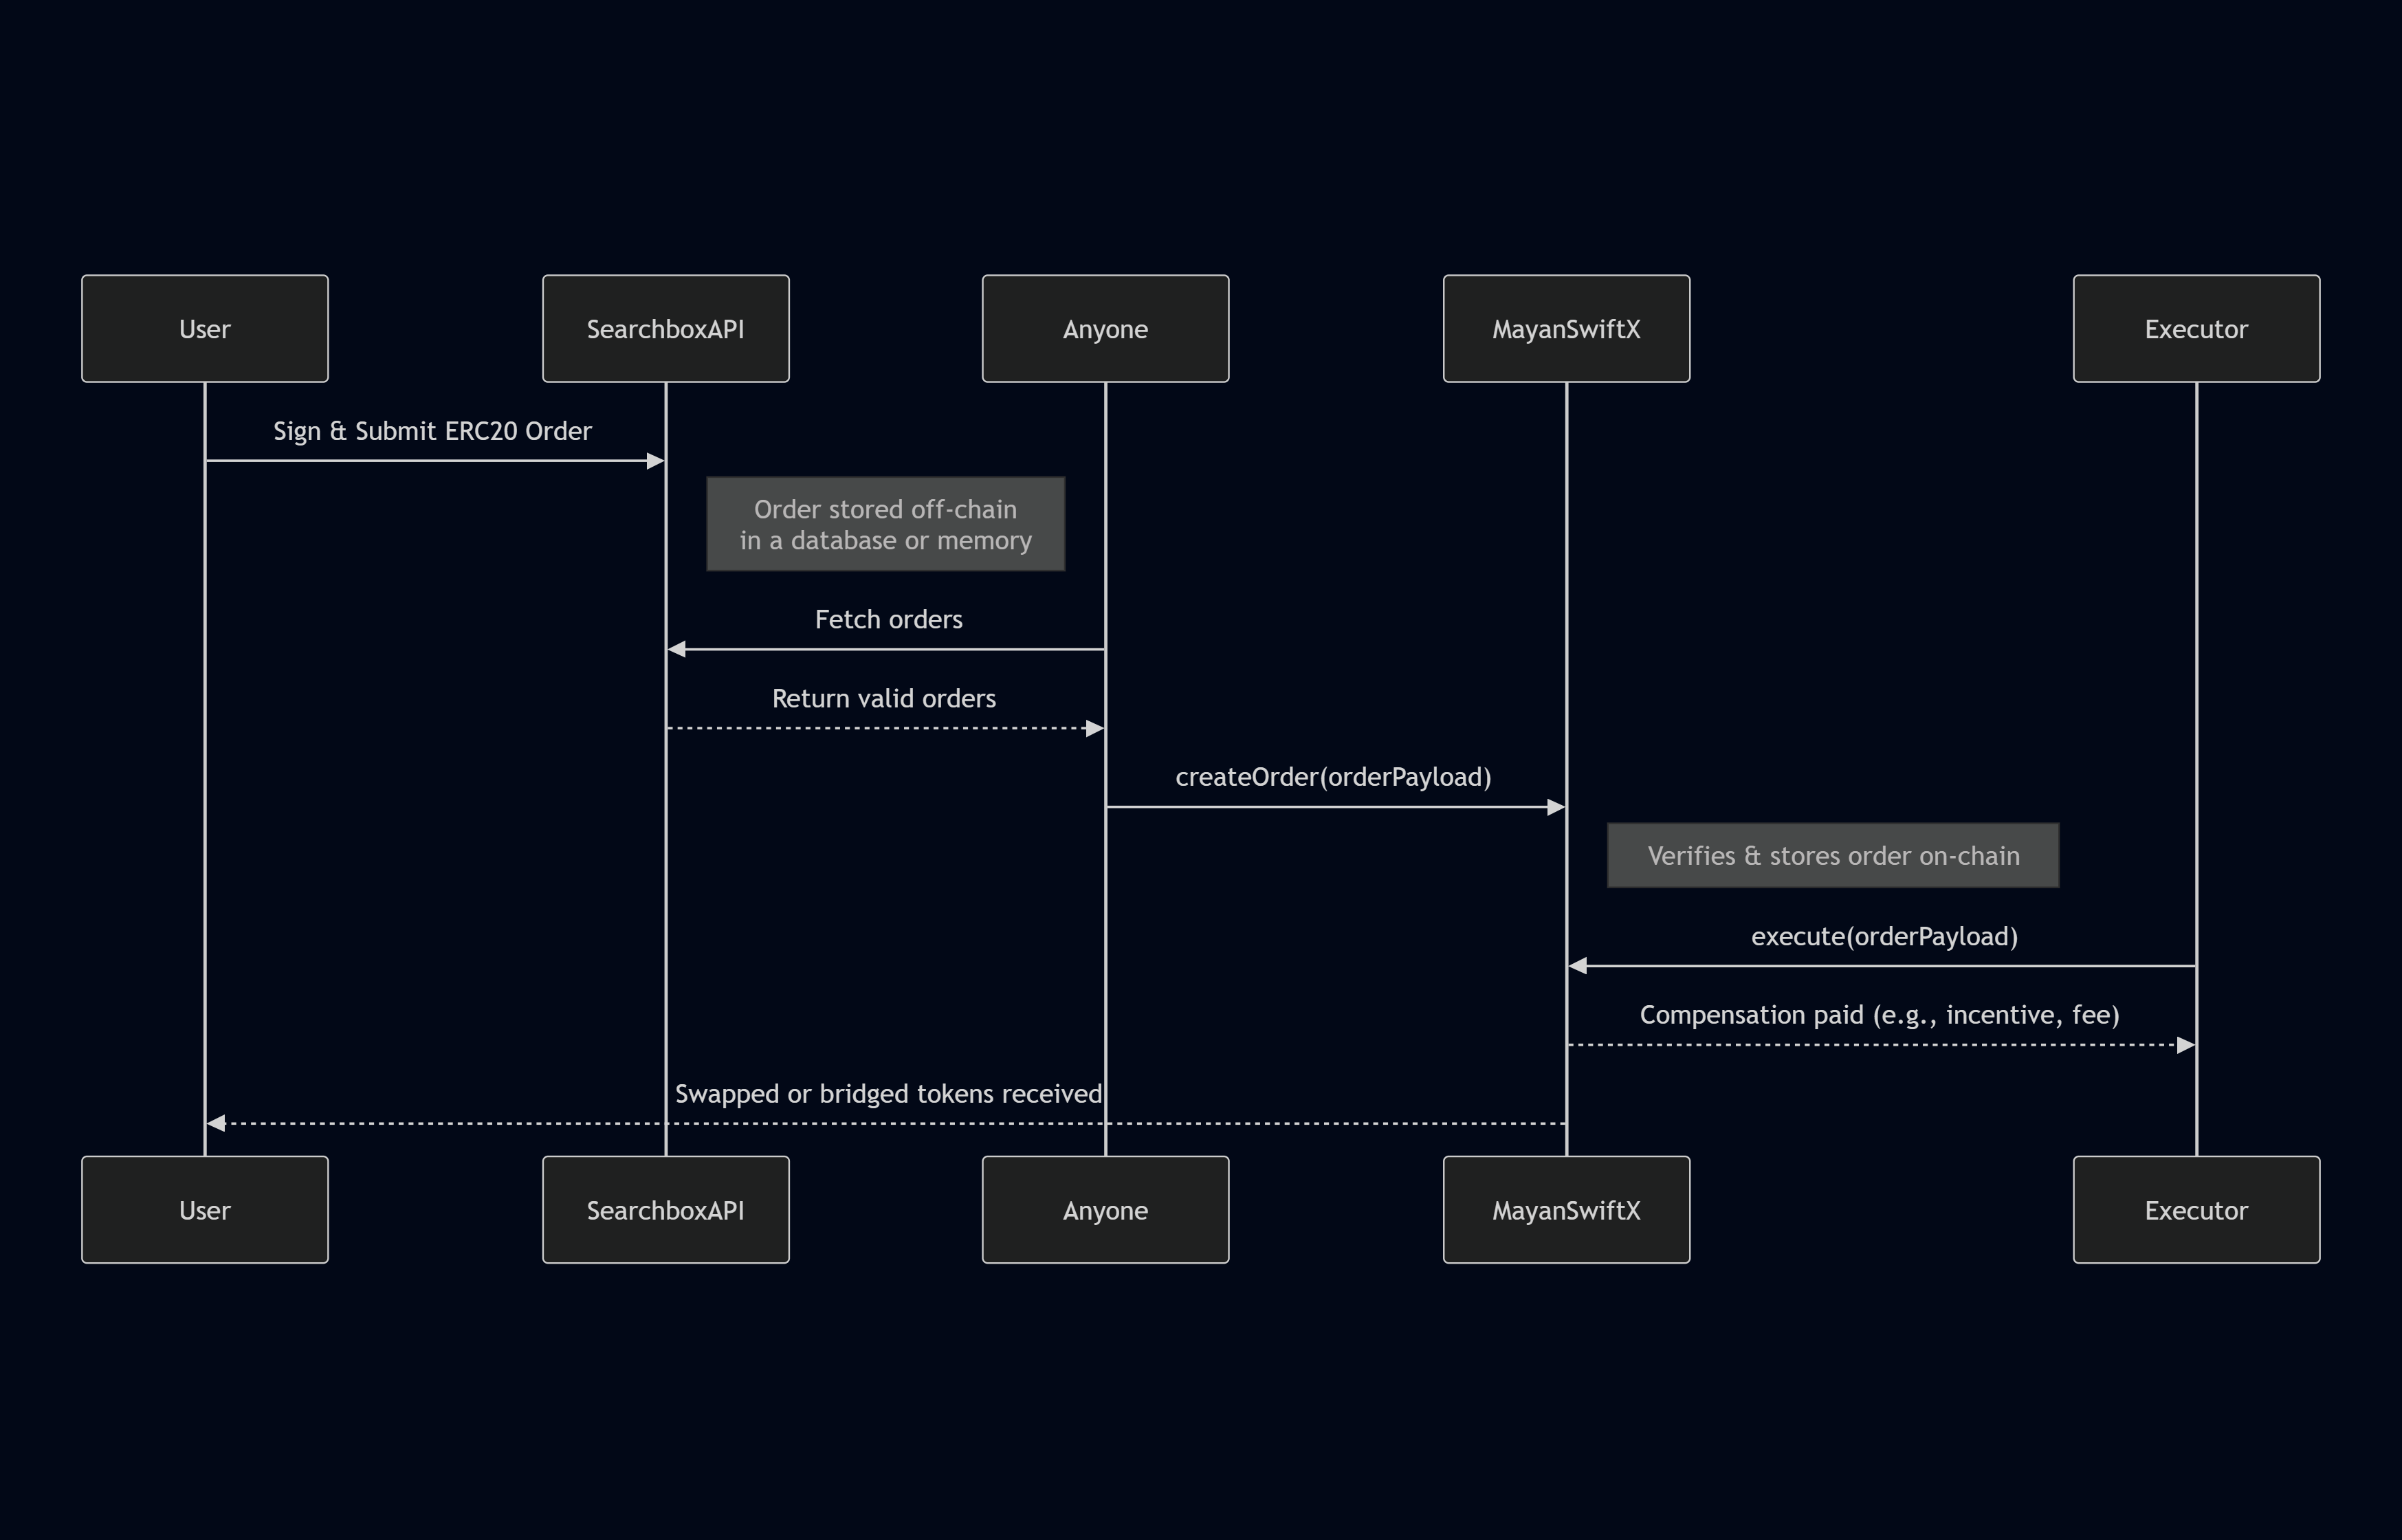 User
SearchboxAPI
Anyone
MayanSwiftX
Executor
Sign & Submit ERC20 Order
Order stored off-chain
in a database or memory
Fetch orders
Return valid orders
createOrder(orderPayload)
Verifies & stores order on-chain
execute(orderPayload)
Compensation paid (e.g., incentive, fee)
Swapped or bridged tokens received
User
SearchboxAPI
Anyone
MayanSwiftX
Executor